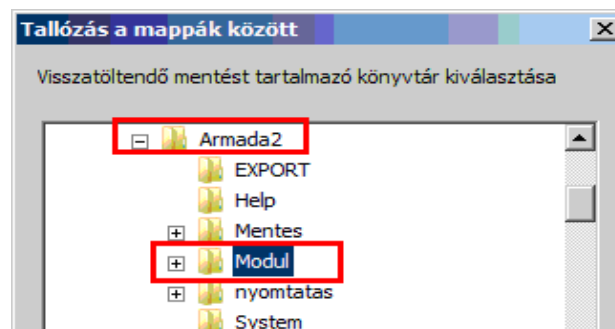 Tallózás a mappák között
Visszatöltendő mentést tartalmazó könyvtár kiválasztása
Armada2
EXPORT
Help
Mentes
Modul
nyomtatas
System